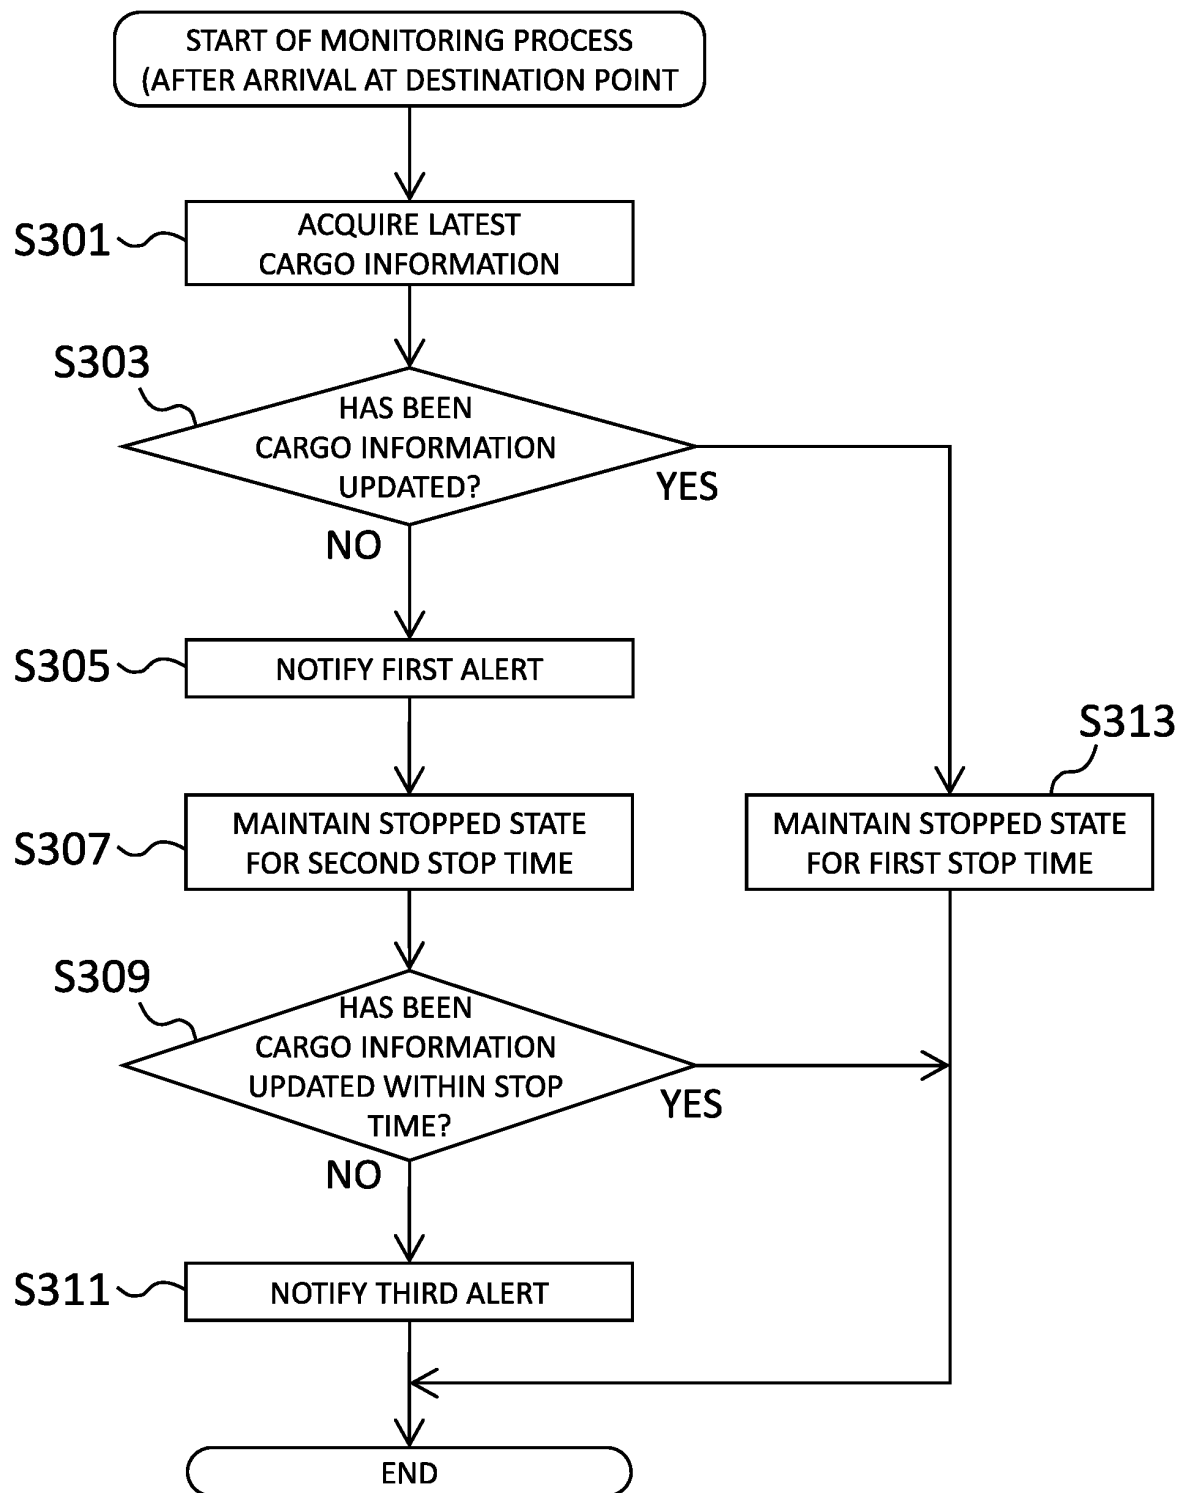 START OF MONITORING PROCESS
(AFTER ARRIVAL AT DESTINATION POINT
S301
ACQUIRE LATEST
CARGO INFORMATION
S303
HAS BEEN
CARGO INFORMATION
UPDATED?
YES
NO
S305
NOTIFY FIRST ALERT
S313
S307
MAINTAIN STOPPED STATE
FOR SECOND STOP TIME
MAINTAIN STOPPED STATE
FOR FIRST STOP TIME
S309
HAS BEEN
CARGO INFORMATION
UPDATED WITHIN STOP
TIME?
YES
NO
S311
NOTIFY THIRD ALERT
END